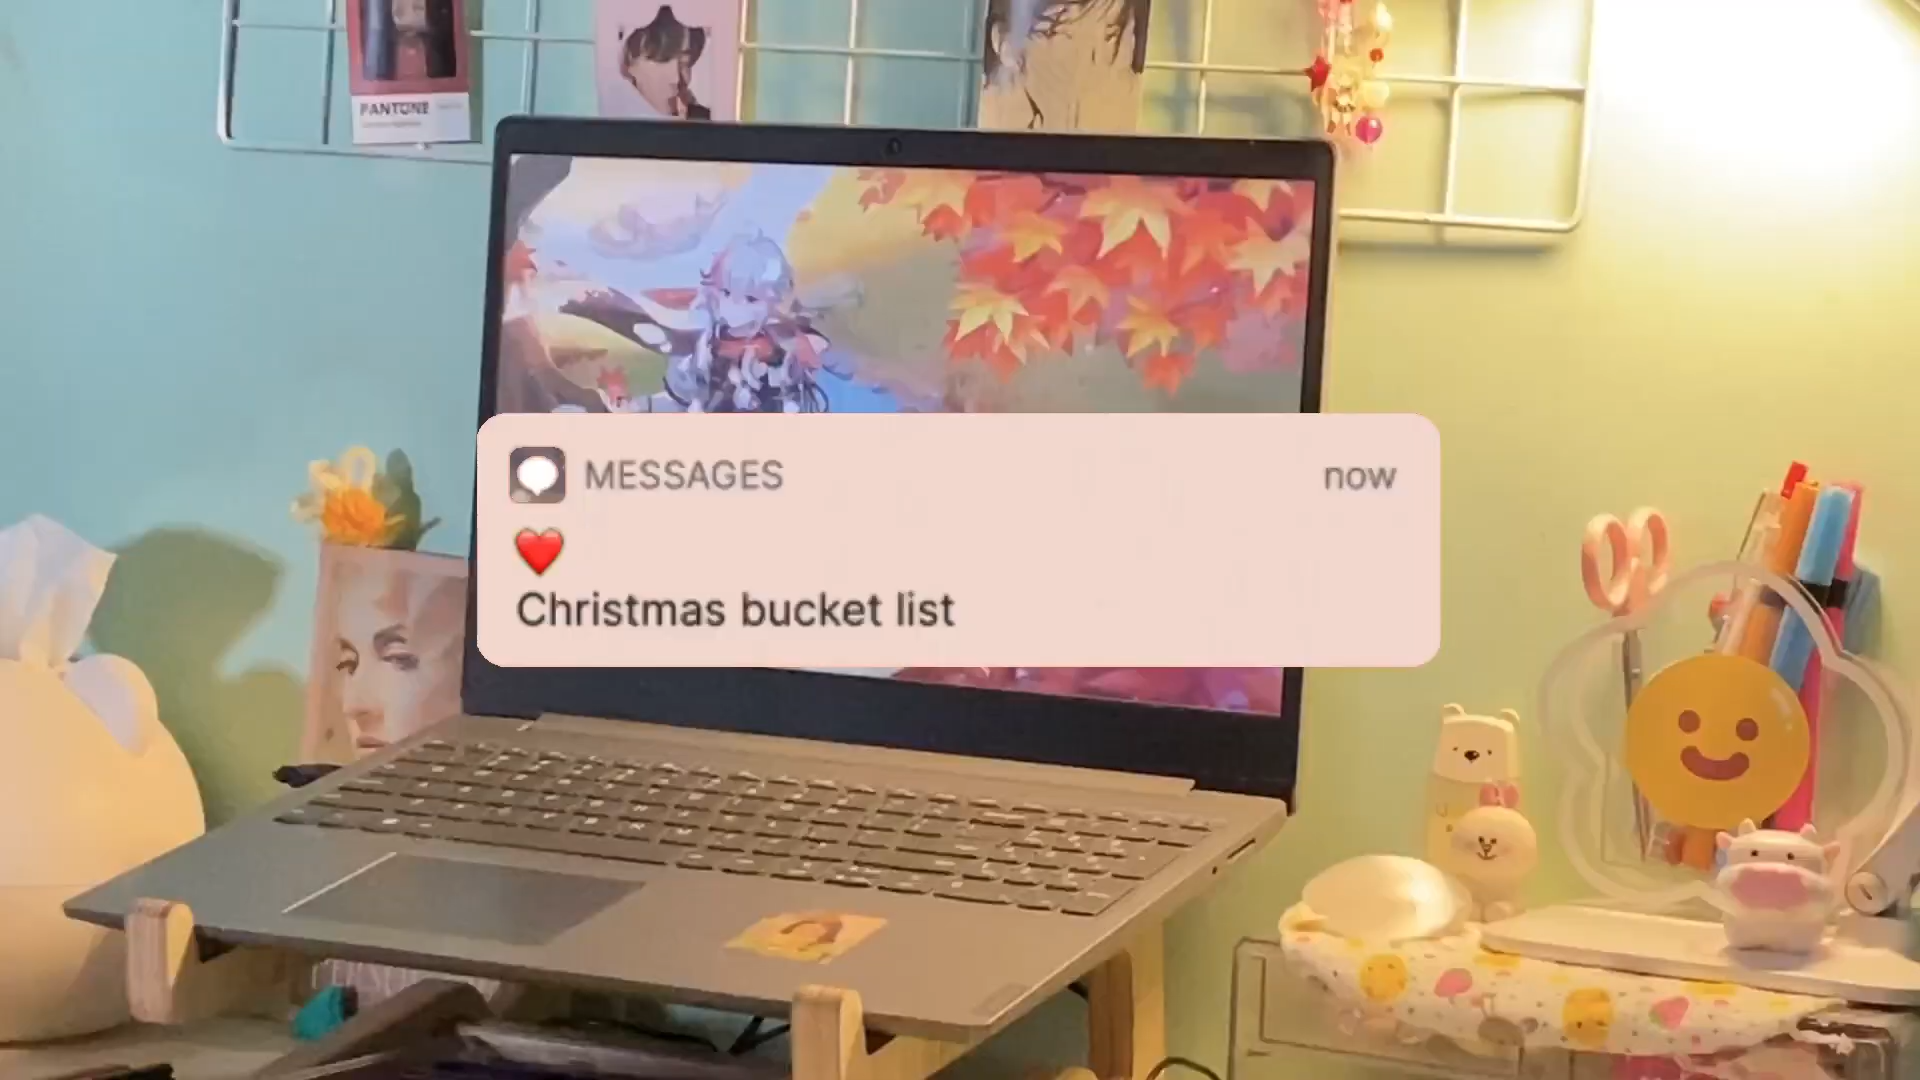 PANTONE
MESSAGES
now
❤️
Christmas bucket list